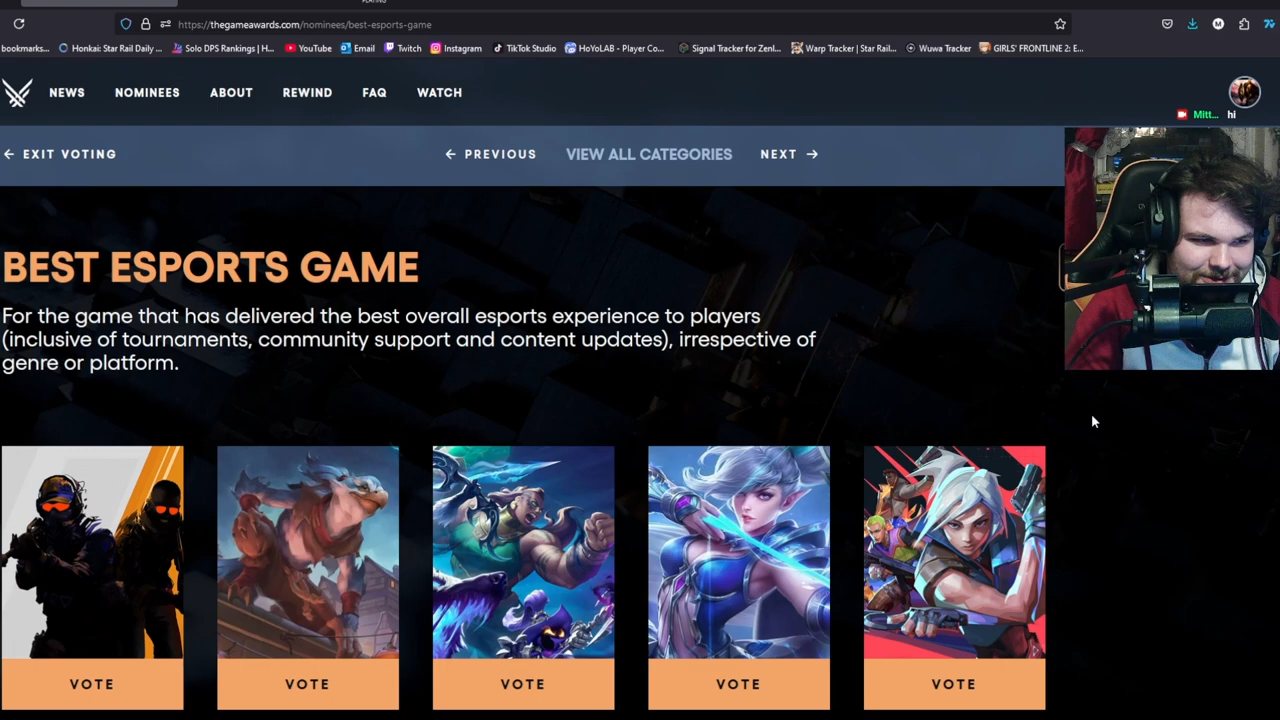 https://thegameawards.com/nominees/best-esports-game
bookmarks... Honkai: Star Rail Daily ... Solo DPS Rankings | H... YouTube Email Twitch Instagram TikTok Studio HoYoLAB - Player Co... Signal Tracker for Zenl... Warp Tracker | Star Rail... Wuwa Tracker GIRLS' FRONTLINE 2: E...
NEWS NOMINEES ABOUT REWIND FAQ WATCH
Mitt... hi
← EXIT VOTING ← PREVIOUS VIEW ALL CATEGORIES NEXT →
BEST ESPORTS GAME
For the game that has delivered the best overall esports experience to players
(inclusive of tournaments, community support and content updates), irrespective of
genre or platform.
VOTE VOTE VOTE VOTE VOTE